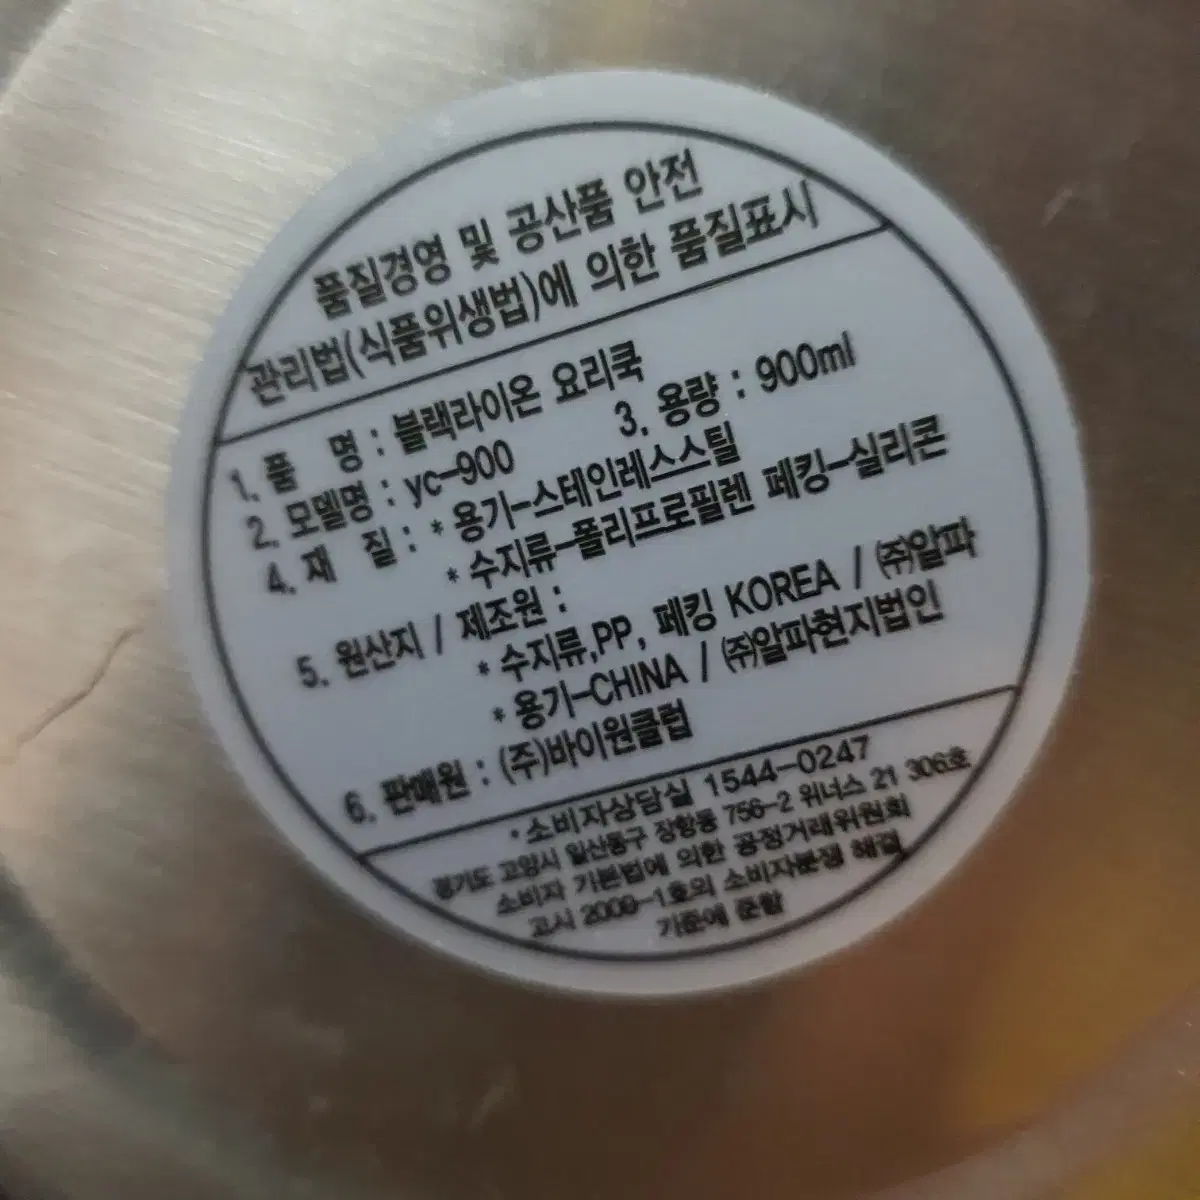 품질경영 및 공산품 안전
관리법(식품위생법)에 의한 품질표시
1. 품 명 : 블랙라이온 요리쿡
2. 모델명 : yc-900 3. 용량 : 900ml
4. 재 질 : * 용기-스테인레스스틸
* 수지류-폴리프로필렌 페킹-실리콘
5. 원산지 / 제조원 :
* 수지류,PP, 페킹 KOREA / ㈜알파
* 용기-CHINA / ㈜알파현지법인
6. 판매원 : (주)바이원클럽
* 소비자상담실 1544-0247
경기도 고양시 일산동구 장항동 756-2 위너스 21 306호
소비자 기본법에 의한 공정거래위원회
고시 2009-1호의 소비자분쟁 해결
기준에 준함